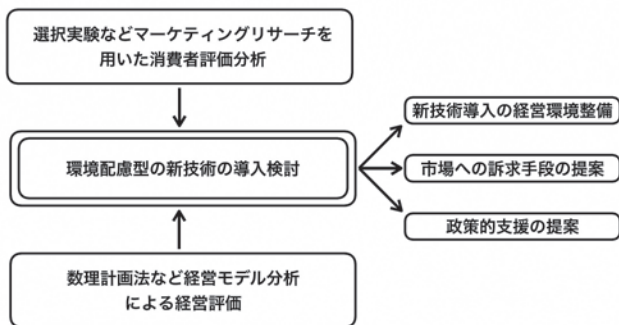 選択実験などマーケティングリサーチを
用いた消費者評価分析
環境配慮型の新技術の導入検討
数理計画法など経営モデル分析
による経営評価
新技術導入の経営環境整備
市場への訴求手段の提案
政策的支援の提案